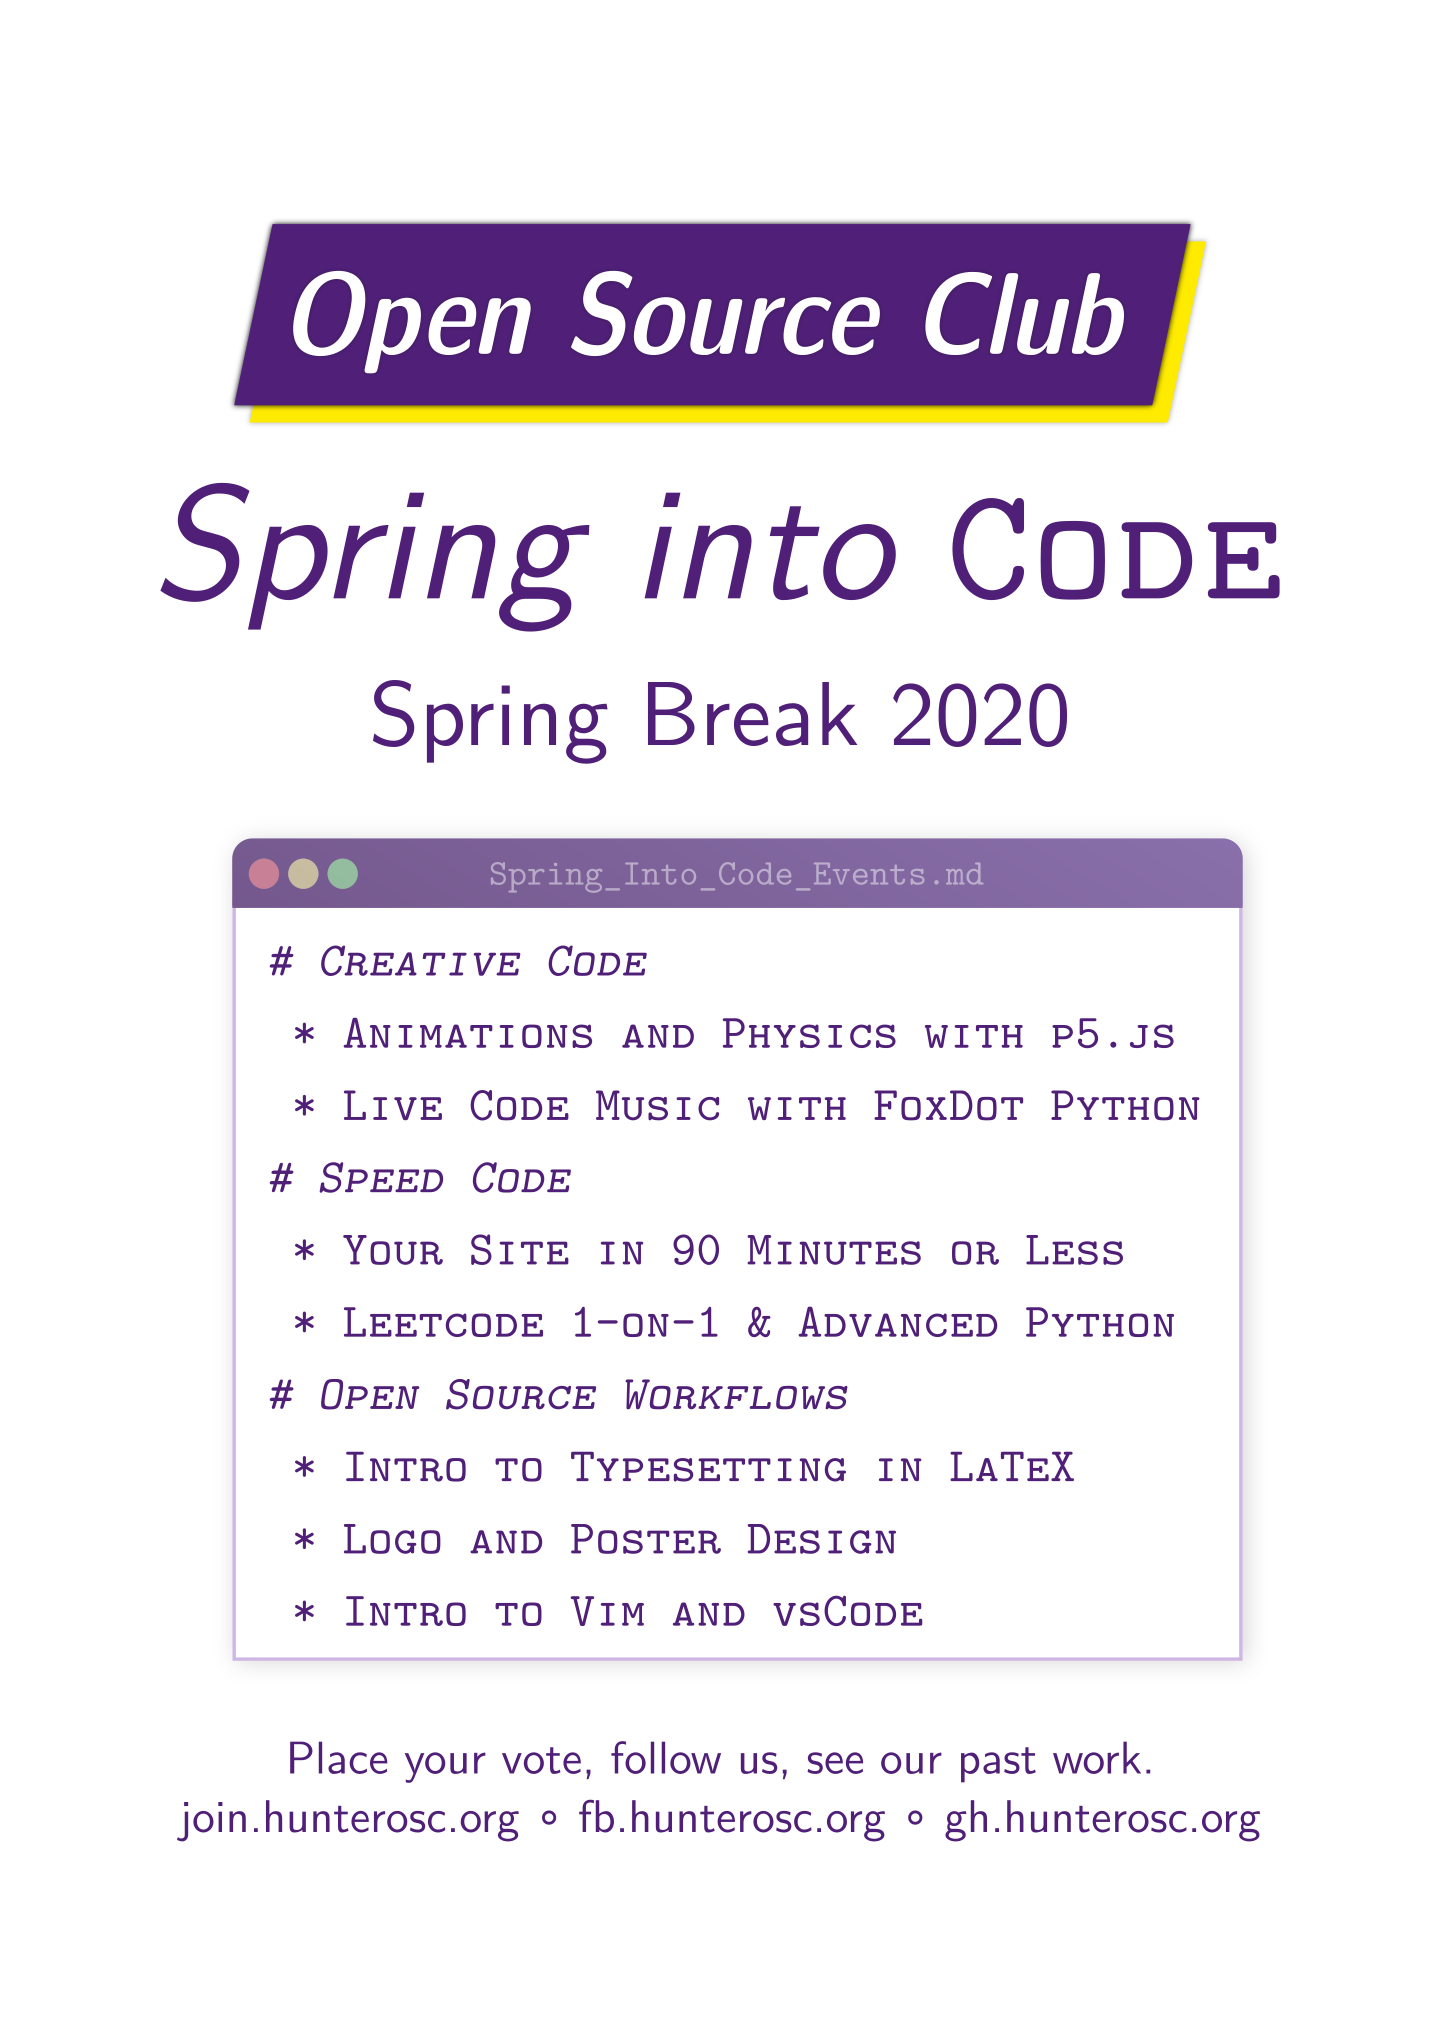 Open Source Club
Spring into Code
Spring Break 2020
Spring_Into_Code_Events.md
# Creative Code
* Animations and Physics with p5.js
* Live Code Music with FoxDot Python
# Speed Code
* Your Site in 90 Minutes or Less
* Leetcode 1-on-1 & Advanced Python
# Open Source Workflows
* Intro to Typesetting in LaTeX
* Logo and Poster Design
* Intro to Vim and vsCode
Place your vote, follow us, see our past work.
join.hunterosc.org ∘ fb.hunterosc.org ∘ gh.hunterosc.org